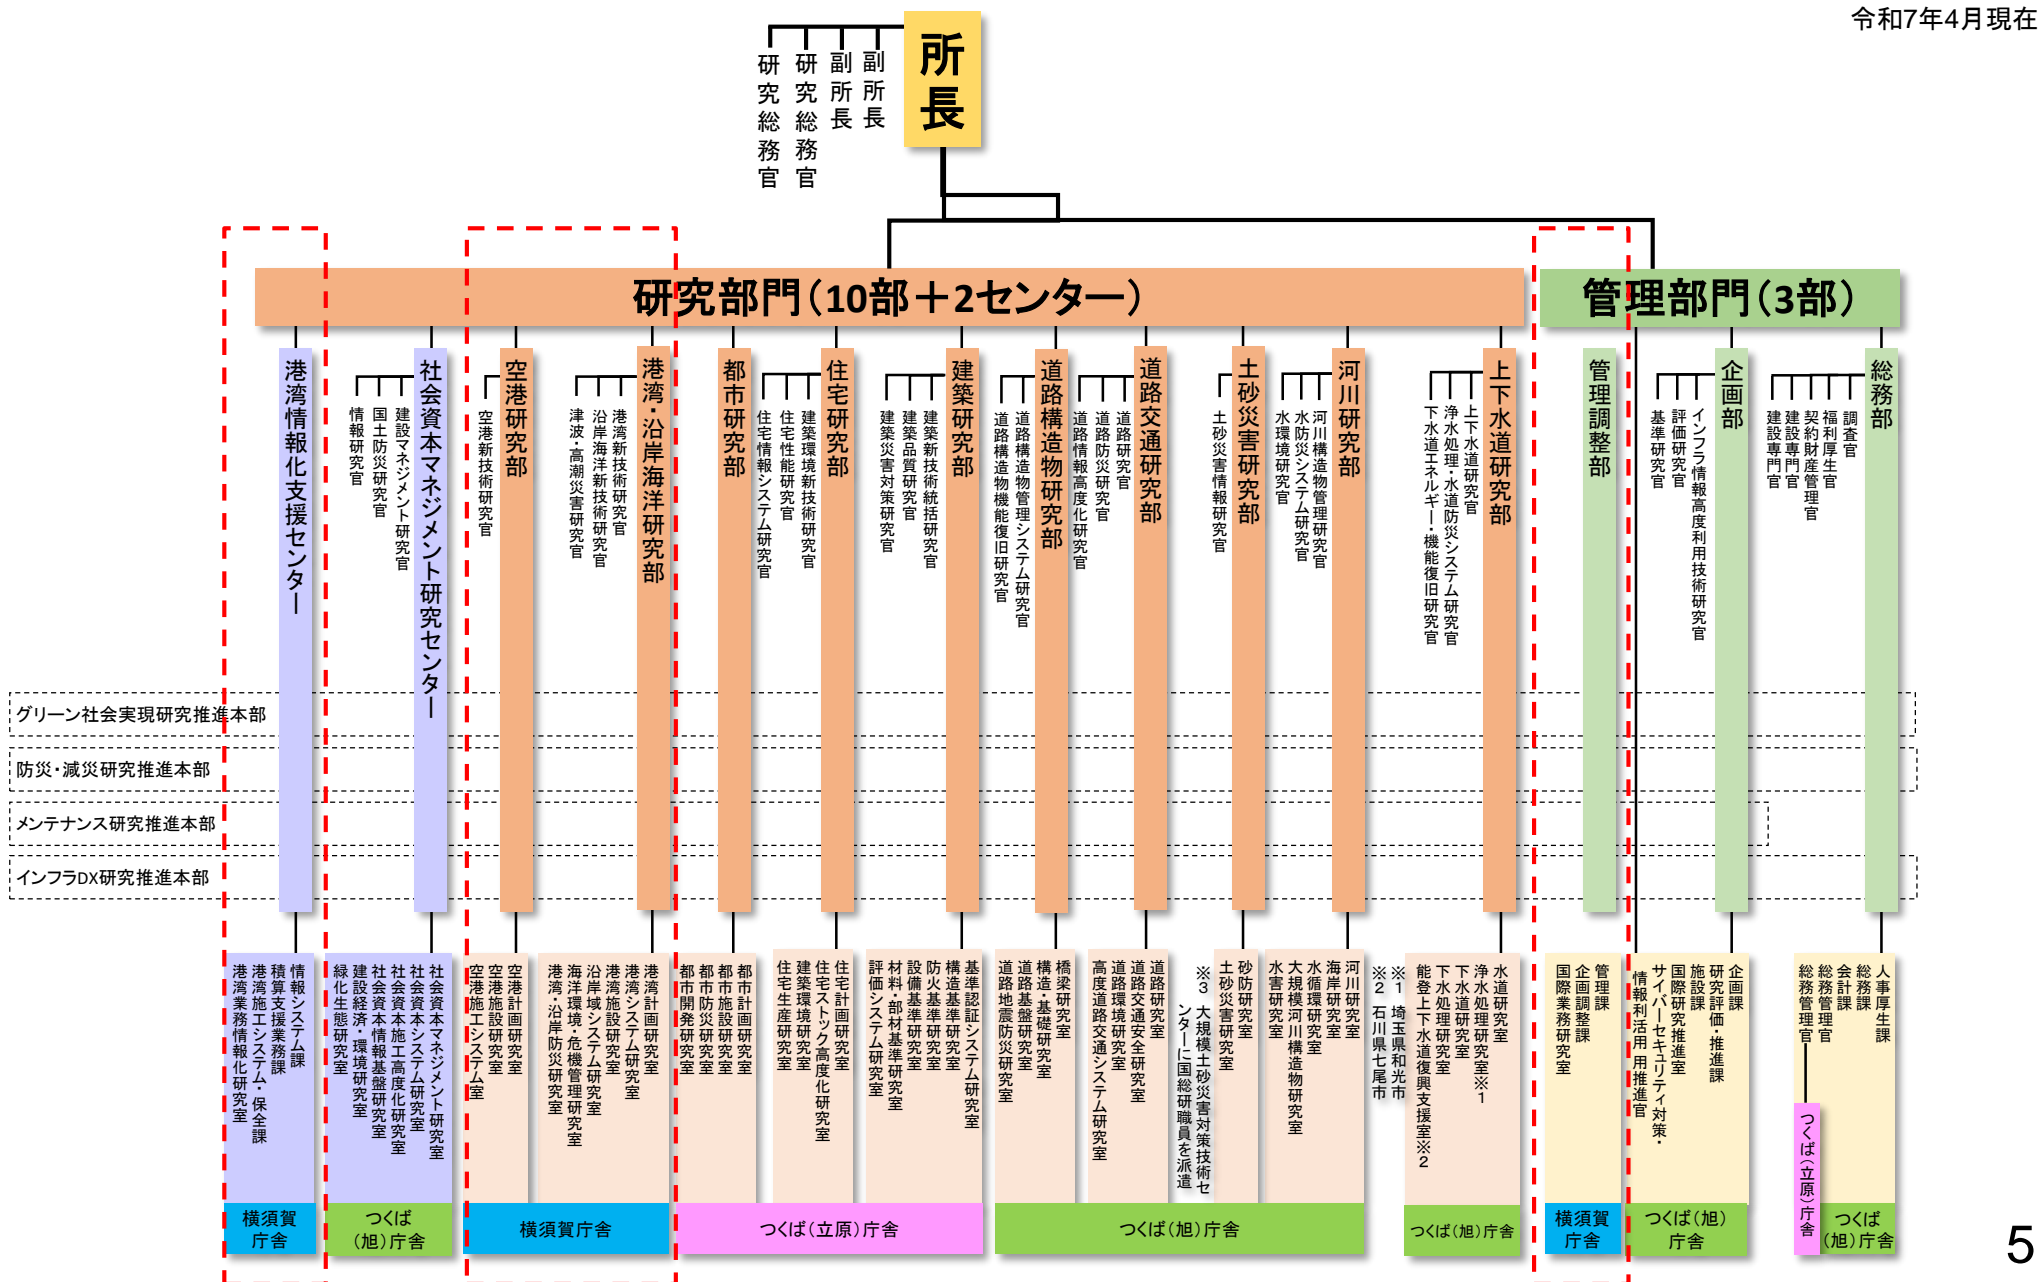 令和7年4月現在
所長
副所長
副所長
研究総務官
研究総務官
研究部門（10部＋2センター）
管理部門（3部）
港湾情報化支援センター
社会資本マネジメント研究センター
建設マネジメント研究官
国土防災研究官
情報研究官
空港研究部
空港新技術研究官
港湾・沿岸海洋研究部
港湾新技術研究官
沿岸海洋新技術研究官
津波・高潮災害研究官
都市研究部
住宅研究部
建築環境新技術研究官
住宅性能研究官
住宅情報システム研究官
建築研究部
建築新技術統括研究官
建築品質研究官
建築災害対策研究官
道路構造物研究部
道路構造物管理システム研究官
道路構造物機能復旧研究官
道路交通研究部
道路研究官
道路防災研究官
道路情報高度化研究官
土砂災害研究部
土砂災害情報研究官
河川研究部
河川構造物管理研究官
水防災システム研究官
水環境研究官
上下水道研究部
上下水道研究官
浄水処理・水道防災システム研究官
下水道エネルギー・機能復旧研究官
管理調整部
企画部
インフラ情報高度利用技術研究官
評価研究官
基準研究官
総務部
調査官
福利厚生官
契約財産管理官
建設専門官
建設専門官
グリーン社会実現研究推進本部
防災・減災研究推進本部
メンテナンス研究推進本部
インフラDX研究推進本部
情報システム課
積算支援業務課
港湾施工システム・保全課
港湾業務情報化研究室
社会資本マネジメント研究室
社会資本システム研究室
社会資本施工高度化研究室
社会資本情報基盤研究室
建設経済・環境研究室
緑化生態研究室
空港計画研究室
空港施設研究室
空港施工システム室
港湾計画研究室
港湾システム研究室
港湾施設研究室
沿岸域システム研究室
海洋環境・危機管理研究室
港湾・沿岸防災研究室
都市計画研究室
都市施設研究室
都市防災研究室
都市開発研究室
住宅計画研究室
住宅ストック高度化研究室
建築環境研究室
住宅生産研究室
基準認証システム研究室
構造基準研究室
防火基準研究室
設備基準研究室
材料・部材基準研究室
評価システム研究室
橋梁研究室
構造・基礎研究室
道路基盤研究室
道路地震防災研究室
道路研究室
道路交通安全研究室
道路環境研究室
高度道路交通システム研究室
砂防研究室
土砂災害研究室
※3 大規模土砂災害対策技術セ
ンターに国総研職員を派遣
河川研究室
海岸研究室
水循環研究室
大規模河川構造物研究室
水害研究室
※1 埼玉県和光市
※2 石川県七尾市
水道研究室
浄水処理研究室※1
下水道研究室
下水処理研究室
能登上下水道復興支援室※2
管理課
企画調整課
国際業務研究室
企画課
研究評価・推進課
施設課
国際研究推進室
サイバーセキュリティ対策・
情報利活用 用推進官
人事厚生課
総務課
会計課
総務管理官
総務管理官
つくば（立原）庁舎
横須賀
庁舎
つくば
（旭）庁舎
横須賀庁舎
つくば（立原）庁舎
つくば（旭）庁舎
つくば（旭）庁舎
横須賀
庁舎
つくば（旭）
庁舎
つくば
（旭）庁舎
5